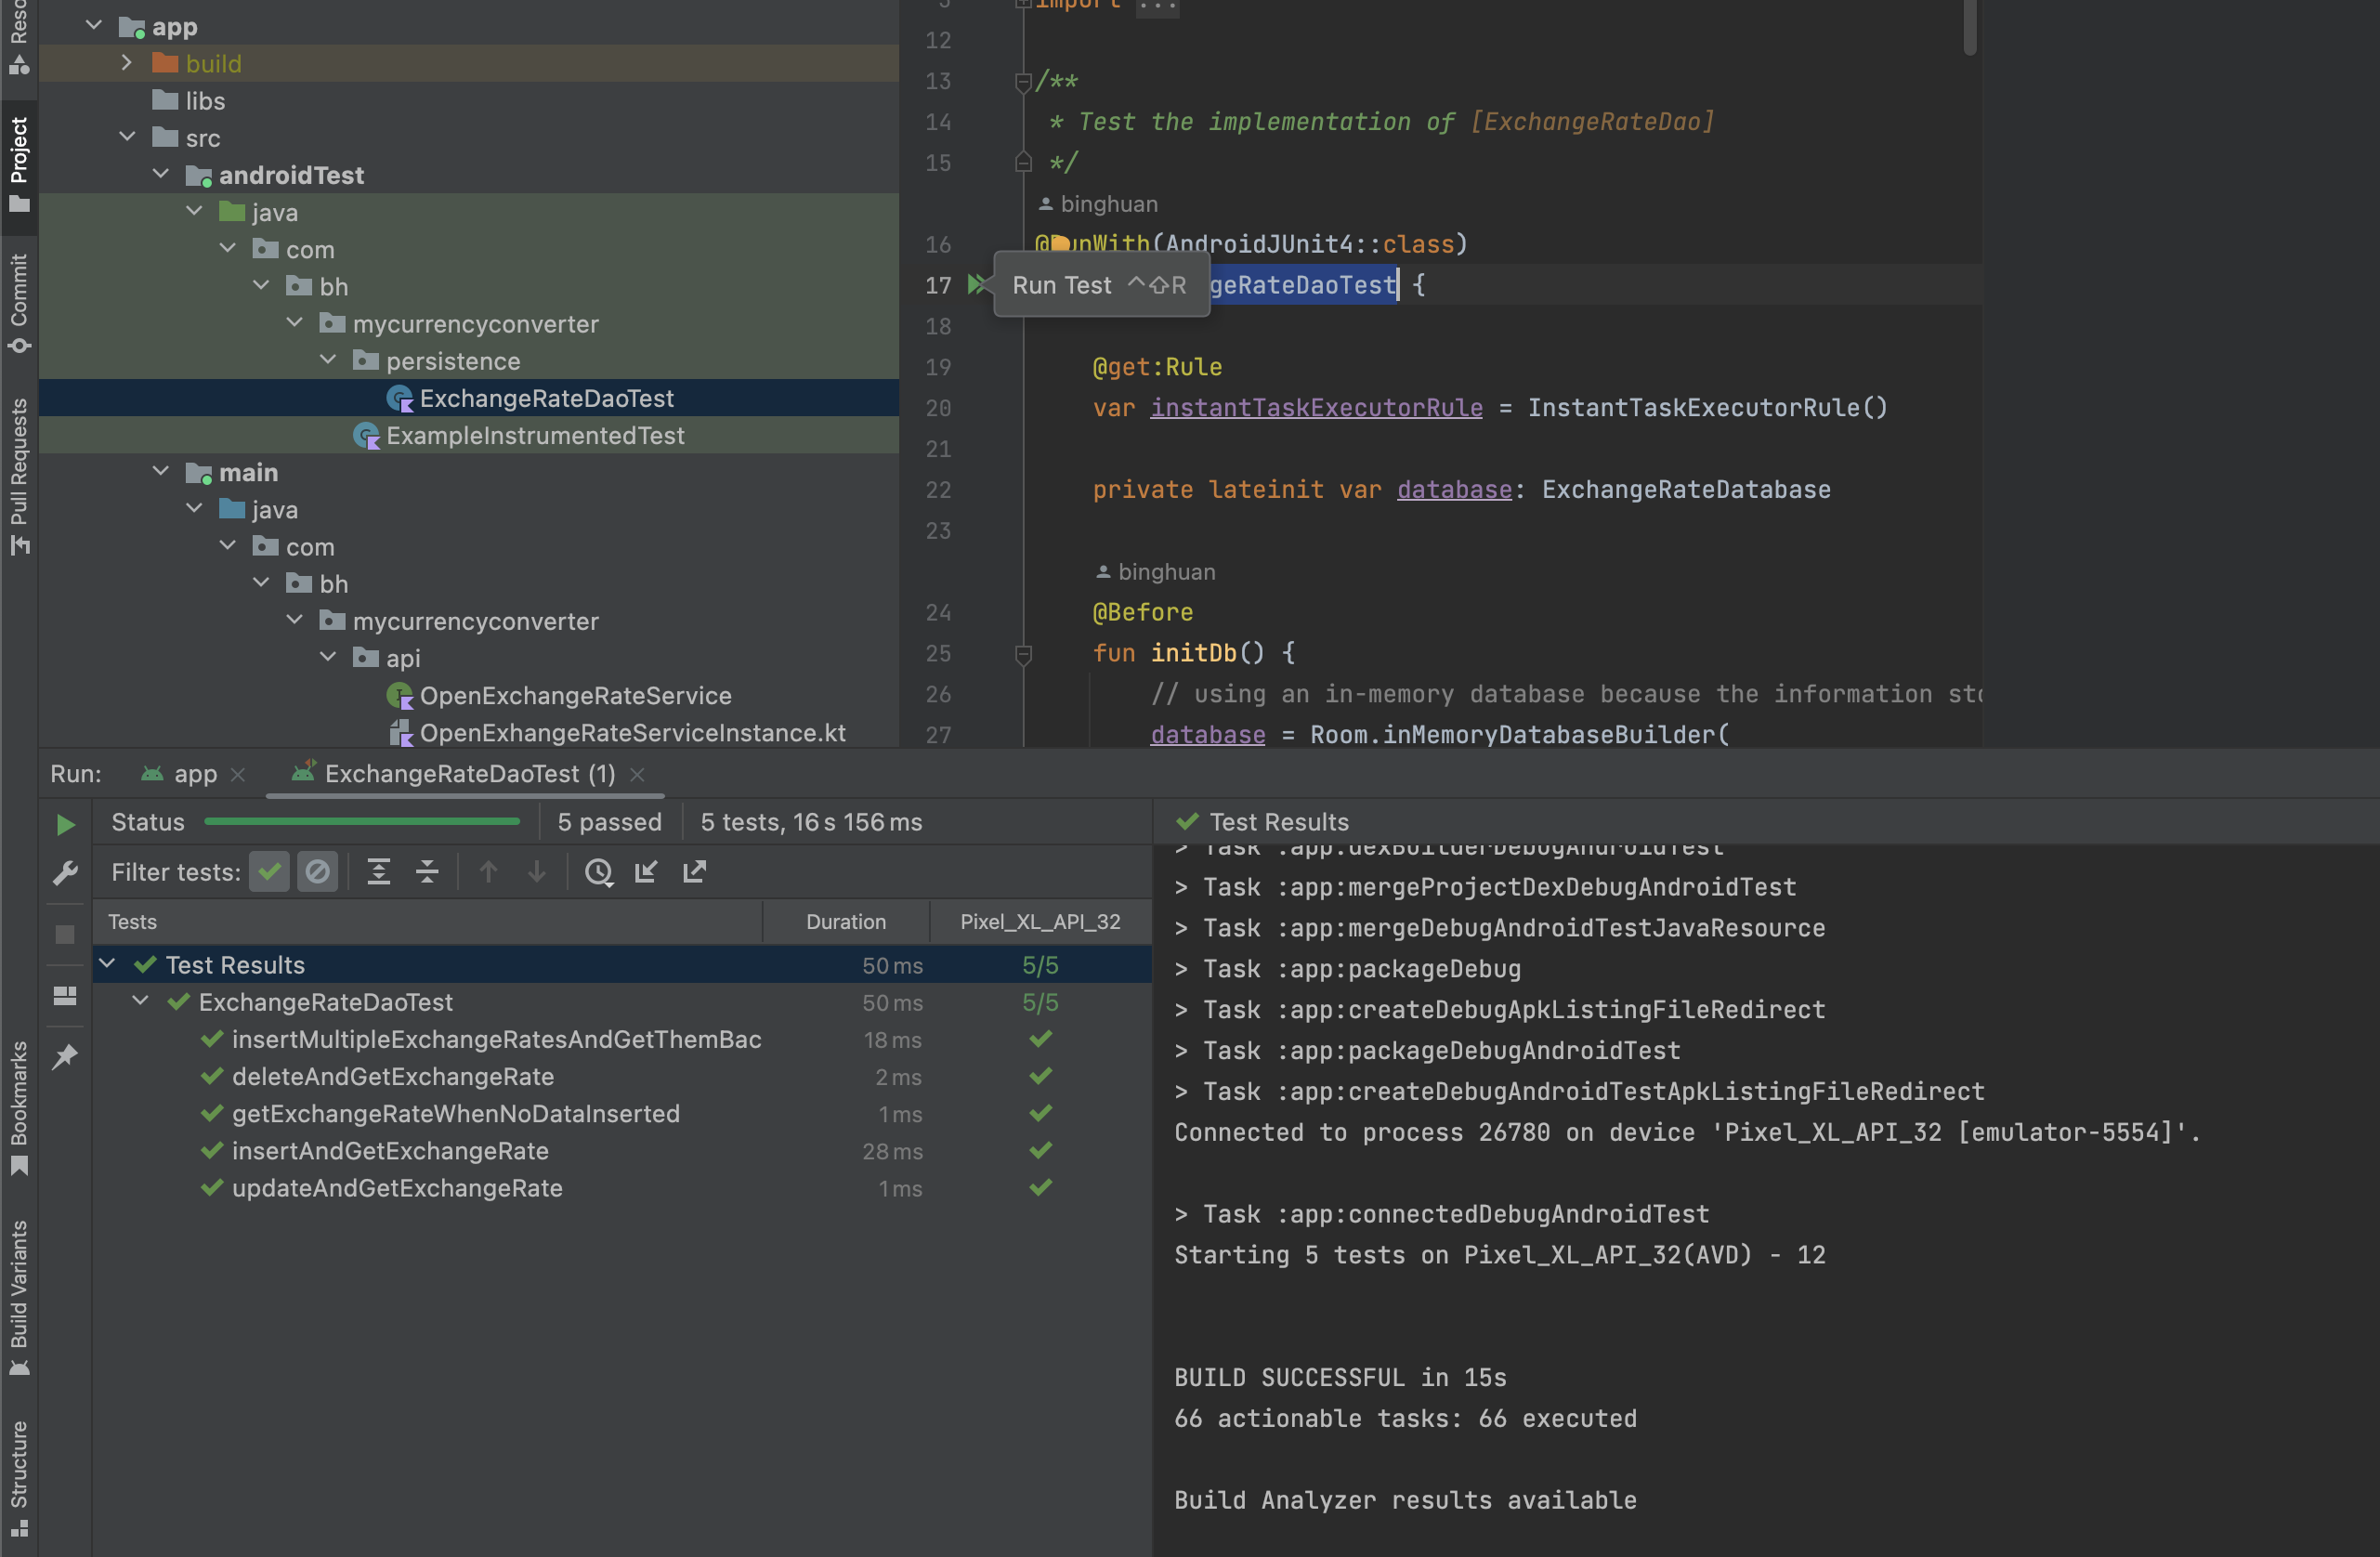 Project
Commit
Pull Requests
Bookmarks
Build Variants
Structure
app
build
libs
src
androidTest
java
com
bh
mycurrencyconverter
persistence
ExchangeRateDaoTest
ExampleInstrumentedTest
main
java
com
bh
mycurrencyconverter
api
OpenExchangeRateService
OpenExhangeRateServiceInstance.kt
import ...
12
13 /**
14 * Test the implementation of [ExchangeRateDao]
15 */
binghuan
16 @RunWith(AndroidJUnit4::class)
17 Run Test ^⇧R geRateDaoTest {
18
19 @get:Rule
20 var instantTaskExecutorRule = InstantTaskExecutorRule()
21
22 private lateinit var database: ExchangeRateDatabase
23
binghuan
24 @Before
25 fun initDb() {
26 // using an in-memory database because the information
27 database = Room.inMemoryDatabaseBuilder(
Run: app ExchangeRateDaoTest (1)
Status 5 passed 5 tests, 16 s 156 ms
Filter tests:
Tests Duration Pixel_XL_API_32
Test Results 50 ms 5/5
ExchangeRateDaoTest 50 ms 5/5
insertMultipleExchangeRatesAndGetThemBac 18 ms
deleteAndGetExchangeRate 2 ms
getExchangeRateWhenNoDataInserted 1 ms
insertAndGetExchangeRate 28 ms
updateAndGetExchangeRate 1 ms
Test Results
> Task :app:dexBuilderDebugAndroidTest
> Task :app:mergeProjectDexDebugAndroidTest
> Task :app:mergeDebugAndroidTestJavaResource
> Task :app:packageDebug
> Task :app:createDebugApkListingFileRedirect
> Task :app:packageDebugAndroidTest
> Task :app:createDebugAndroidTestApkListingFileRedirect
Connected to process 26780 on device 'Pixel_XL_API_32 [emulator-5554]'.
> Task :app:connectedDebugAndroidTest
Starting 5 tests on Pixel_XL_API_32(AVD) - 12
BUILD SUCCESSFUL in 15s
66 actionable tasks: 66 executed
Build Analyzer results available